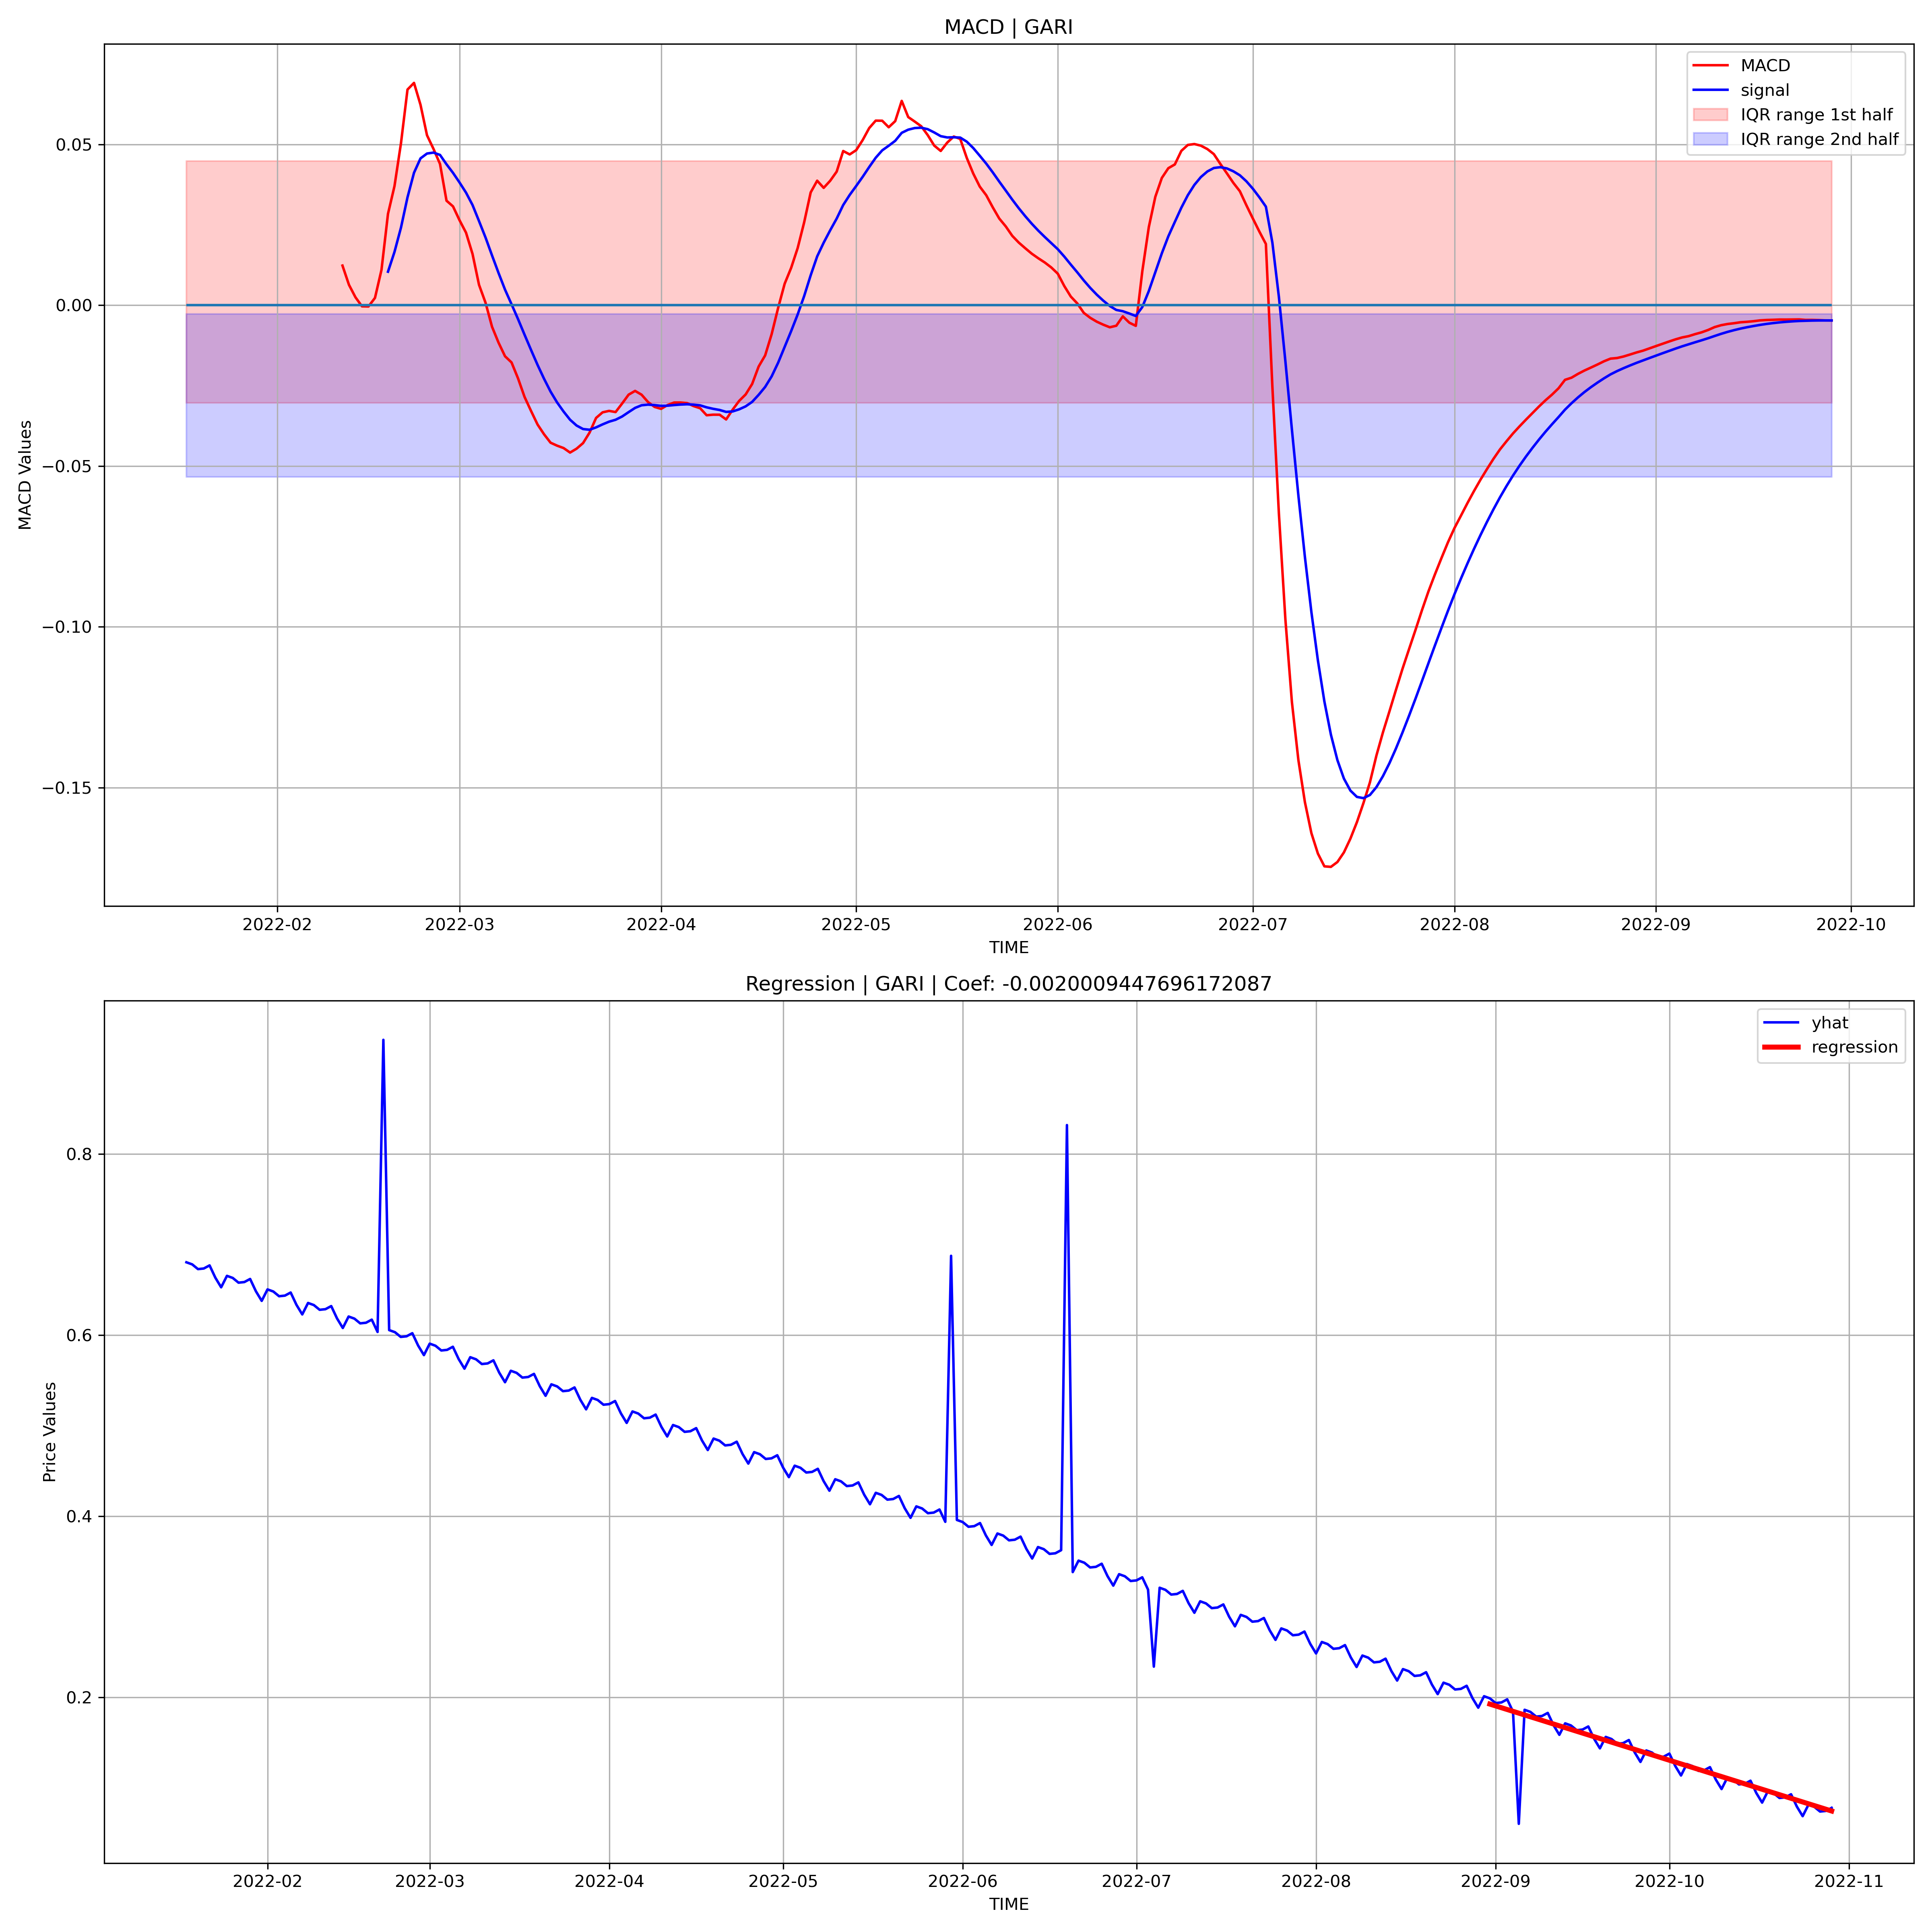 MACD | GARI
MACD
signal
IQR range 1st half
IQR range 2nd half
0.05
0.00
−0.05
−0.10
−0.15
MACD Values
2022-02 2022-03 2022-04 2022-05 2022-06 2022-07 2022-08 2022-09 2022-10
TIME
Regression | GARI | Coef: -0.0020009447696172087
yhat
regression
0.8
0.6
0.4
0.2
Price Values
2022-02 2022-03 2022-04 2022-05 2022-06 2022-07 2022-08 2022-09 2022-10 2022-11
TIME